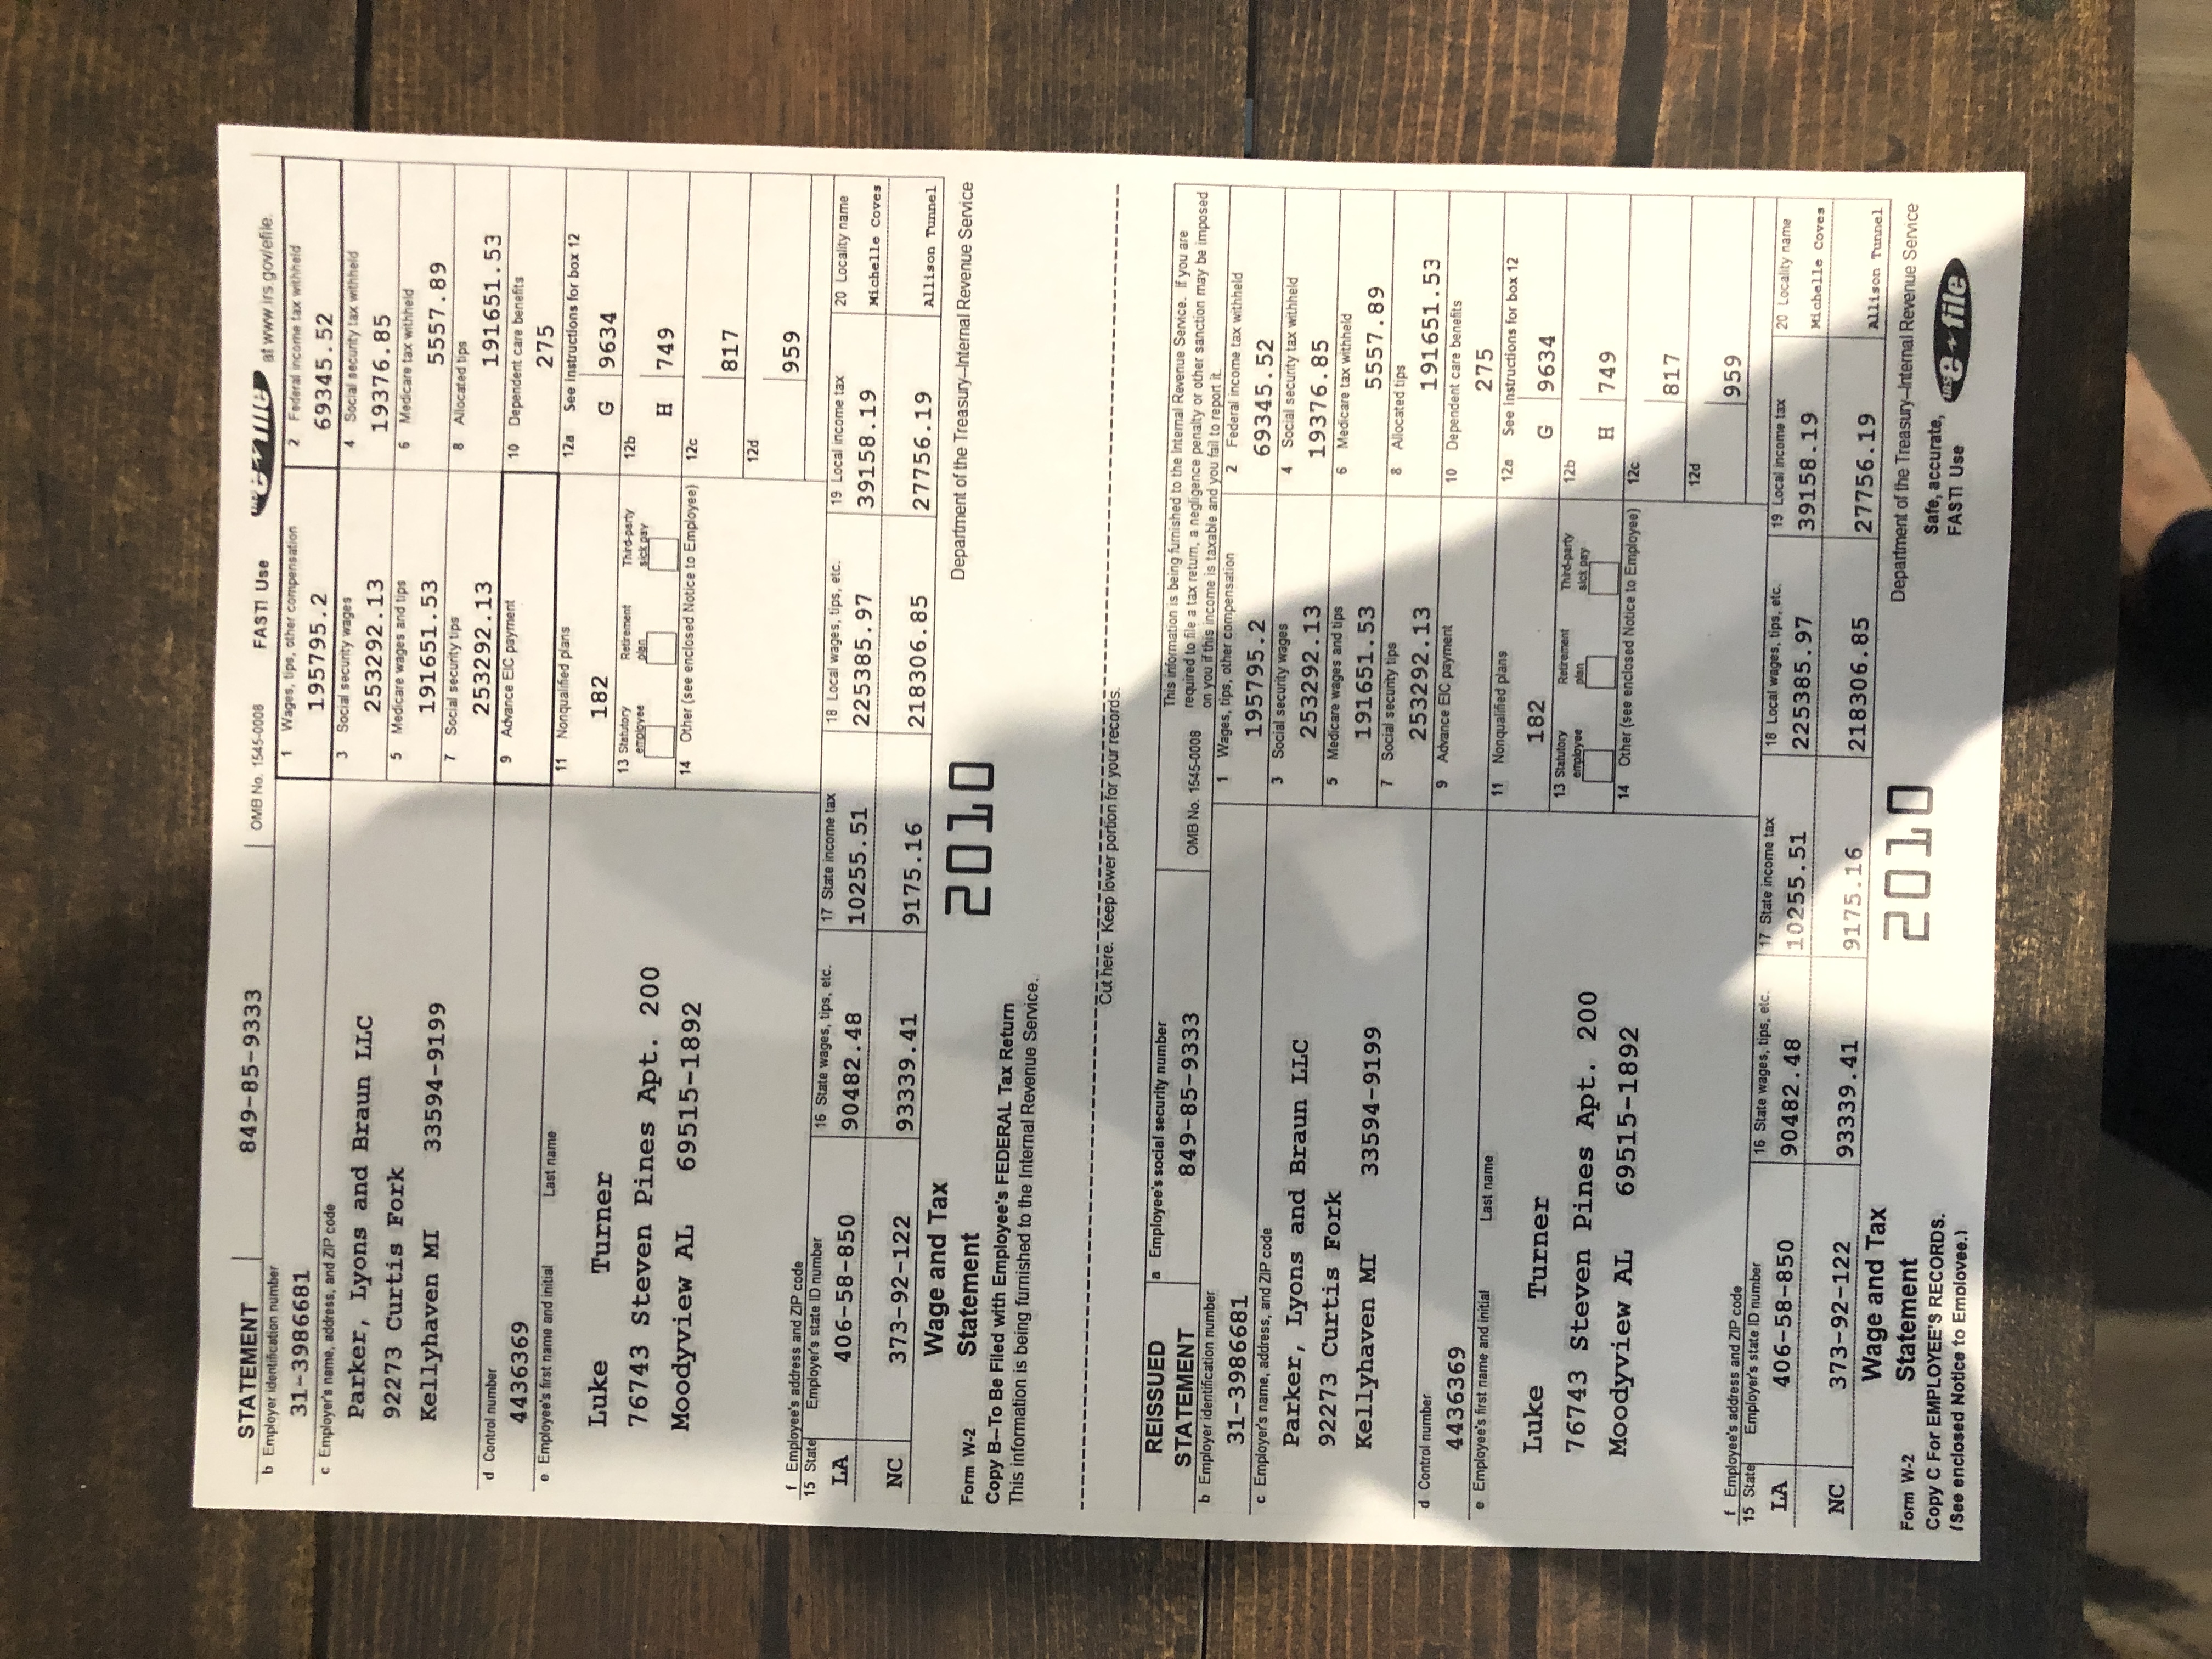 STATEMENT 849-85-9333 OMB No. 1545-0008 FAST! Use e-file at www.irs.gov/efile.
b Employer identification number
31-3986681
1 Wages, tips, other compensation
195795.2
2 Federal income tax withheld
69345.52
c Employer's name, address, and ZIP code
Parker, Lyons and Braun LLC
92273 Curtis Fork
Kellyhaven MI 33594-9199
3 Social security wages
253292.13
4 Social security tax withheld
19376.85
5 Medicare wages and tips
191651.53
6 Medicare tax withheld
5557.89
7 Social security tips
253292.13
8 Allocated tips
191651.53
d Control number
4436369
9 Advance EIC payment
10 Dependent care benefits
275
e Employee's first name and initial Last name
Luke Turner
76743 Steven Pines Apt. 200
Moodyview AL 69515-1892
11 Nonqualified plans
182
12a See instructions for box 12
G 9634
13 Statutory employee Retirement plan Third-party sick pay
12b
H 749
14 Other (see enclosed Notice to Employee)
12c
817
12d
959
f Employee's address and ZIP code
15 State Employer's state ID number 16 State wages, tips, etc. 17 State income tax 18 Local wages, tips, etc. 19 Local income tax 20 Locality name
LA 406-58-850 90482.48 10255.51 225385.97 39158.19 Michelle Coves
NC 373-92-122 93339.41 9175.16 218306.85 27756.19 Allison Tunnel
Form W-2 Wage and Tax Statement 2010 Department of the Treasury–Internal Revenue Service
Copy B–To Be Filed with Employee's FEDERAL Tax Return
This information is being furnished to the Internal Revenue Service.
Cut here. Keep lower portion for your records.
REISSUED STATEMENT
a Employee's social security number
849-85-9333
OMB No. 1545-0008
This information is being furnished to the Internal Revenue Service. If you are
required to file a tax return, a negligence penalty or other sanction may be imposed
on you if this income is taxable and you fail to report it.
b Employer identification number
31-3986681
1 Wages, tips, other compensation
195795.2
2 Federal income tax withheld
69345.52
c Employer's name, address, and ZIP code
Parker, Lyons and Braun LLC
92273 Curtis Fork
Kellyhaven MI 33594-9199
3 Social security wages
253292.13
4 Social security tax withheld
19376.85
5 Medicare wages and tips
191651.53
6 Medicare tax withheld
5557.89
7 Social security tips
253292.13
8 Allocated tips
191651.53
d Control number
4436369
9 Advance EIC payment
10 Dependent care benefits
275
e Employee's first name and initial Last name
Luke Turner
76743 Steven Pines Apt. 200
Moodyview AL 69515-1892
11 Nonqualified plans
182
12a See instructions for box 12
G 9634
13 Statutory employee Retirement plan Third-party sick pay
12b
H 749
14 Other (see enclosed Notice to Employee)
12c
817
12d
959
f Employee's address and ZIP code
15 State Employer's state ID number 16 State wages, tips, etc. 17 State income tax 18 Local wages, tips, etc. 19 Local income tax 20 Locality name
LA 406-58-850 90482.48 10255.51 225385.97 39158.19 Michelle Coves
NC 373-92-122 93339.41 9175.16 218306.85 27756.19 Allison Tunnel
Form W-2 Wage and Tax Statement 2010 Department of the Treasury–Internal Revenue Service
Copy C For EMPLOYEE'S RECORDS.
(See enclosed Notice to Employee.)
Safe, accurate,
FAST! Use IRS e-file